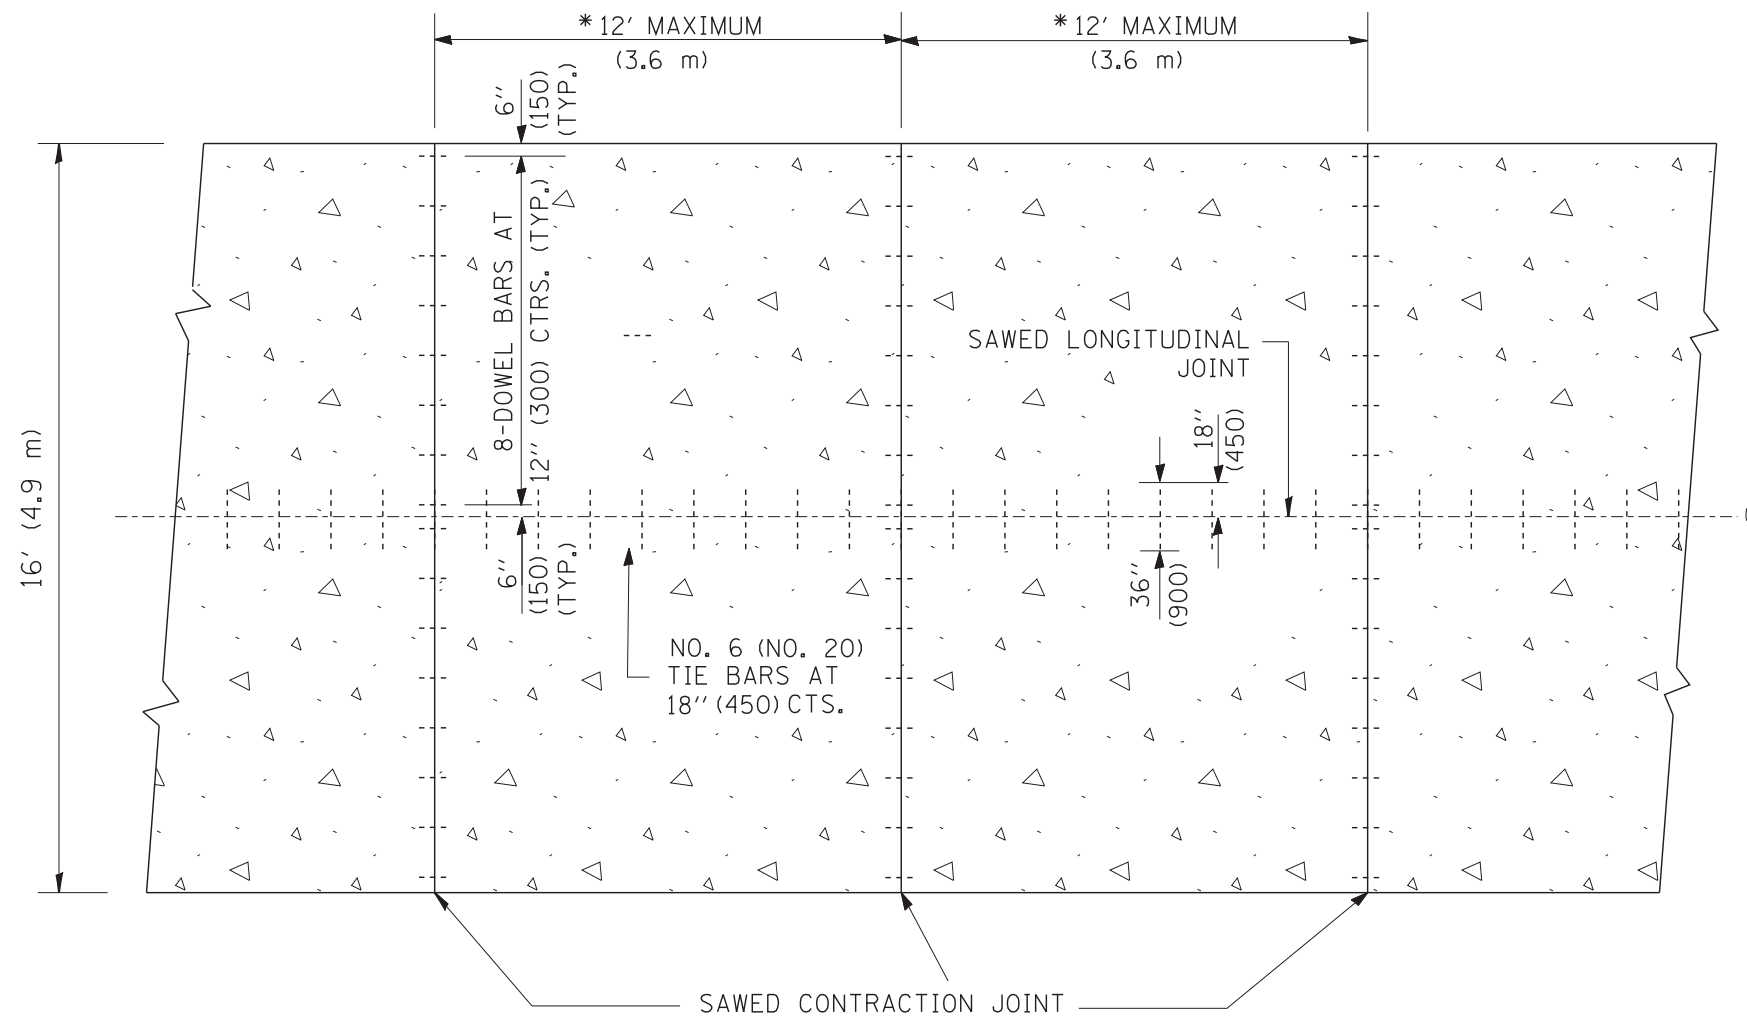 *12' MAXIMUM
(3.6 m)
*12' MAXIMUM
(3.6 m)
6''
(150)
(TYP.)
16' (4.9 m)
8-DOWEL BARS AT
12'' (300) CTRS. (TYP.)
SAWED LONGITUDINAL
JOINT
18''
(450)
6''
(150)
(TYP.)
36''
(900)
NO. 6 (NO. 20)
TIE BARS AT
18'' (450) CTS.
SAWED CONTRACTION JOINT